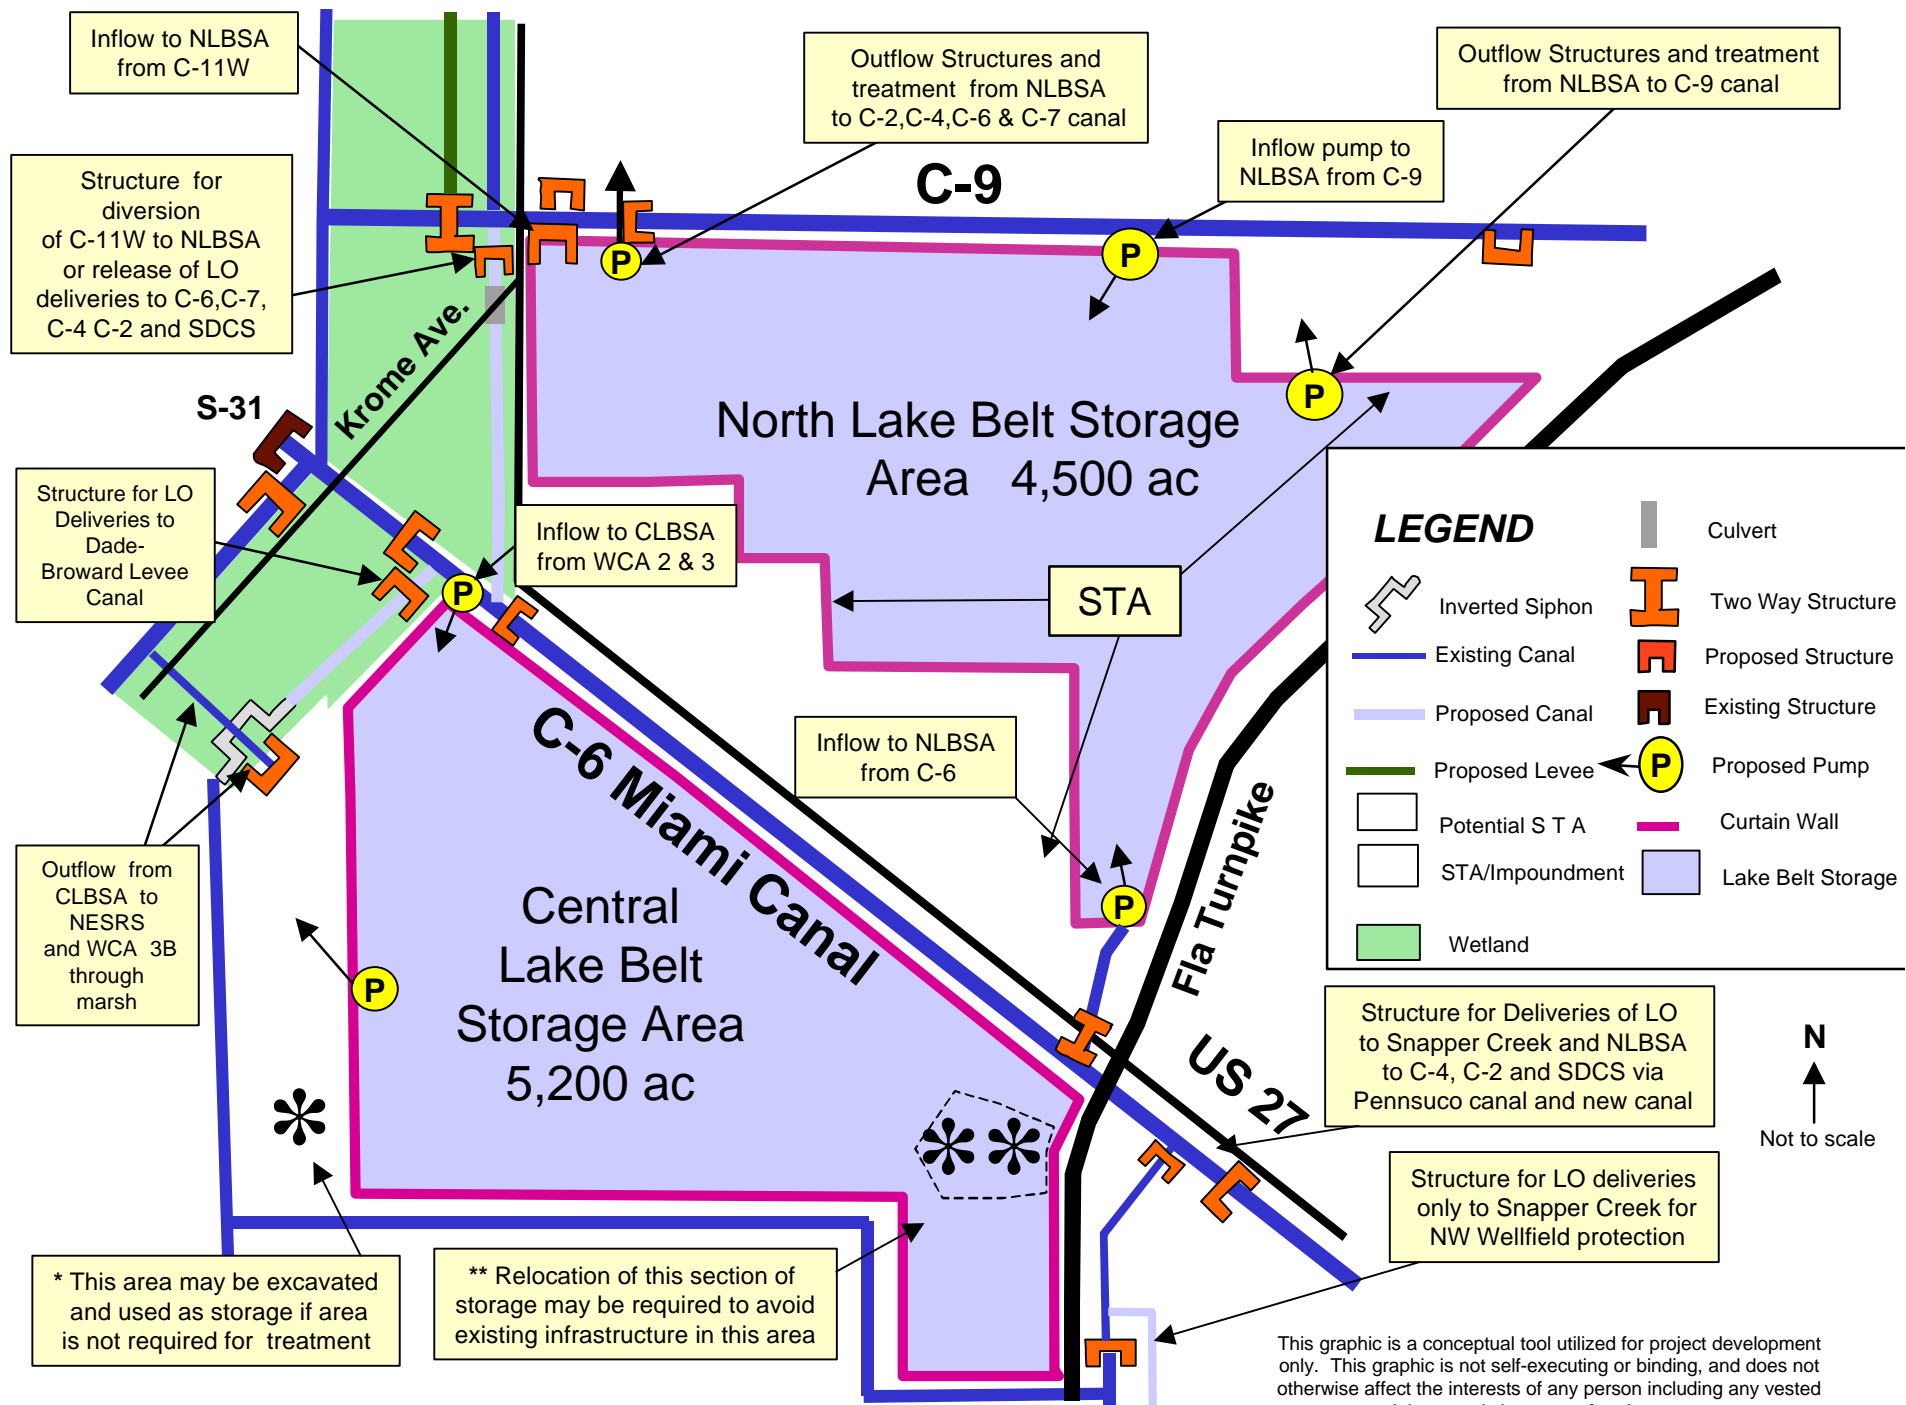 Inflow to NLBSA
from C-11W
Outflow Structures and
treatment from NLBSA
to C-2,C-4,C-6 & C-7 canal
Outflow Structures and treatment
from NLBSA to C-9 canal
Inflow pump to
NLBSA from C-9
C-9
Structure for
diversion
of C-11W to NLBSA
or release of LO
deliveries to C-6,C-7,
C-4 C-2 and SDCS
P
P
P
Krome Ave.
S-31
North Lake Belt Storage
Area 4,500 ac
Structure for LO
Deliveries to
Dade-
Broward Levee
Canal
Inflow to CLBSA
from WCA 2 & 3
P
STA
LEGEND
Culvert
Inverted Siphon
Two Way Structure
Existing Canal
Proposed Structure
Proposed Canal
Existing Structure
Proposed Levee
P
Proposed Pump
Potential S T A
Curtain Wall
STA/Impoundment
Lake Belt Storage
Wetland
C-6 Miami Canal
Inflow to NLBSA
from C-6
P
Fla Turnpike
US 27
Outflow from
CLBSA to
NESRS
and WCA 3B
through
marsh
P
Central
Lake Belt
Storage Area
5,200 ac
Structure for Deliveries of LO
to Snapper Creek and NLBSA
to C-4, C-2 and SDCS via
Pennsuco canal and new canal
N
Not to scale
*
* *
Structure for LO deliveries
only to Snapper Creek for
NW Wellfield protection
* This area may be excavated
and used as storage if area
is not required for treatment
** Relocation of this section of
storage may be required to avoid
existing infrastructure in this area
This graphic is a conceptual tool utilized for project development
only. This graphic is not self-executing or binding, and does not
otherwise affect the interests of any person including any vested